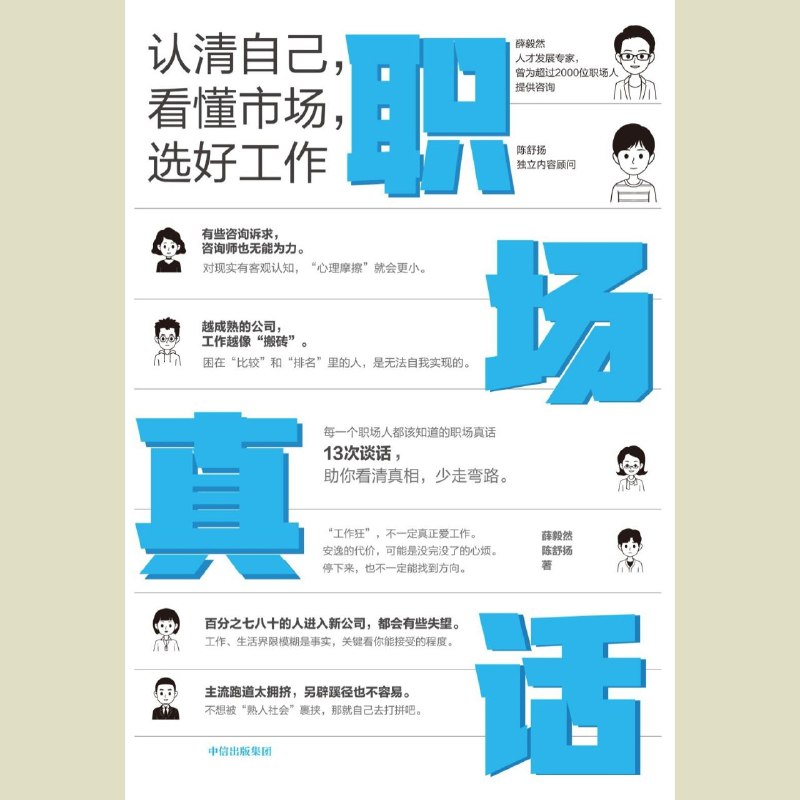 认清自己，
看懂市场，
选好工作
职
薛毅然
人才发展专家，
曾为超过2000位职场人
提供咨询
陈舒扬
独立内容顾问
有些咨询诉求，
咨询师也无能为力。
对现实有客观认知，“心理摩擦”就会更小。
场
越成熟的公司，
工作越像“搬砖”。
困在“比较”和“排名”里的人，是无法自我实现的。
真
每一个职场人都该知道的职场真话
13次谈话，
助你看清真相，少走弯路。
“工作狂”，不一定真正爱工作。
安逸的代价，可能是没完没了的心烦。
停下来，也不一定能找到方向。
薛毅然
陈舒扬
著
话
百分之七八十的人进入新公司，都会有些失望。
工作、生活界限模糊是事实，关键看你能接受的程度。
主流跑道太拥挤，另辟蹊径也不容易。
不想被“熟人社会”裹挟，那就自己去打拼吧。
中信出版集团